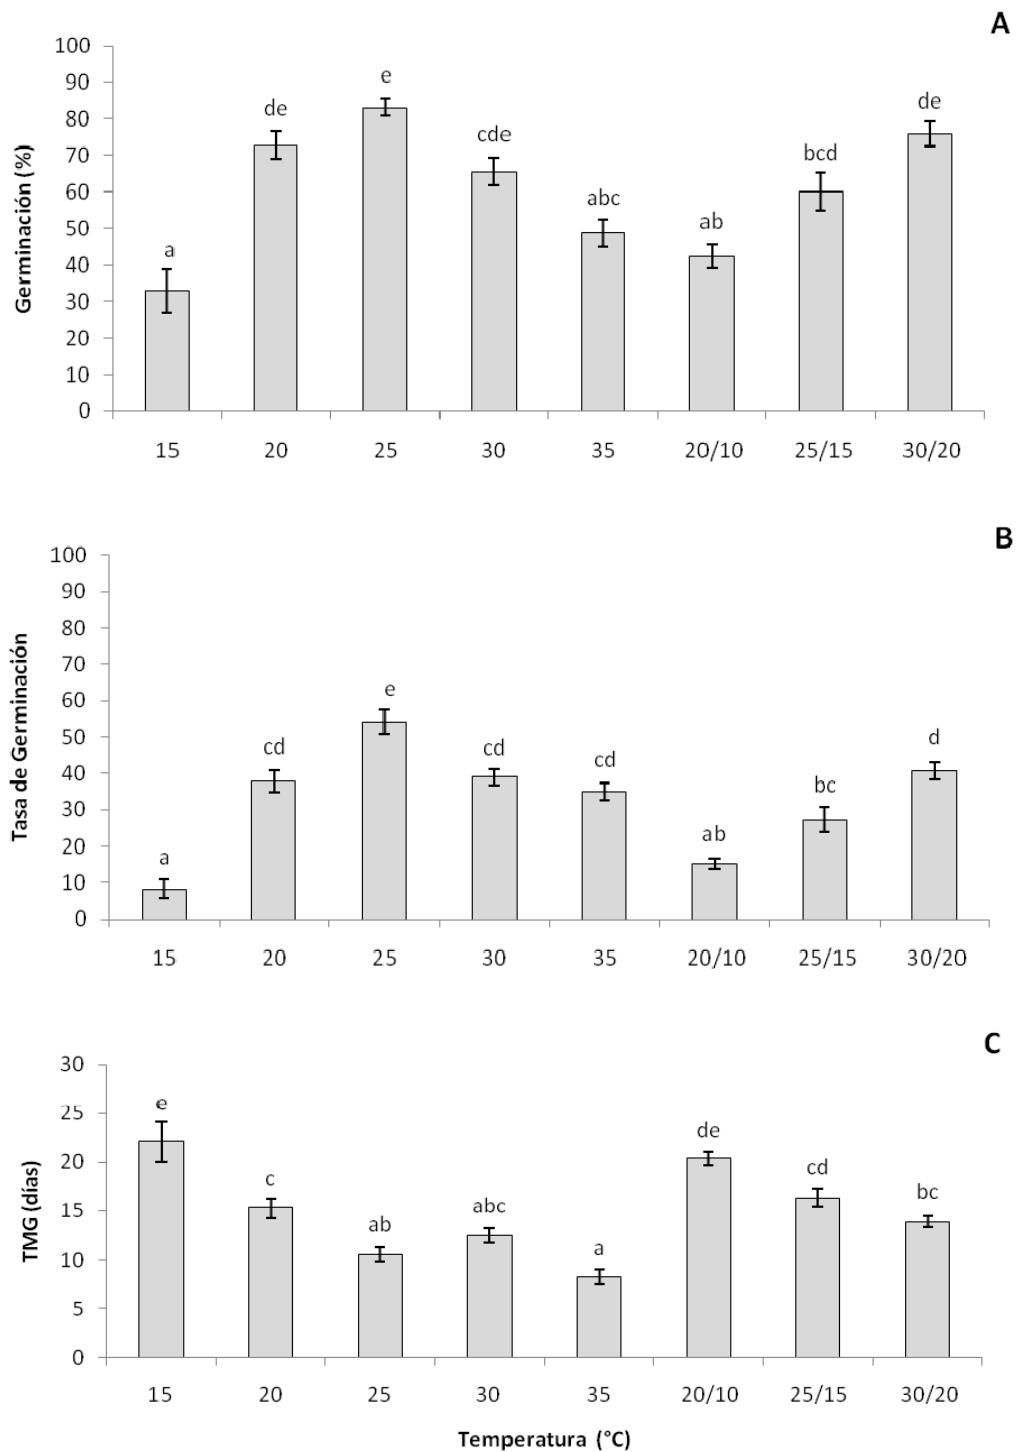 A
Germinación (%)
100
90
80
70
60
50
40
30
20
10
0
a
de
e
cde
abc
ab
bcd
de
15 20 25 30 35 20/10 25/15 30/20
B
Tasa de Germinación
100
90
80
70
60
50
40
30
20
10
0
a
cd
e
cd
cd
ab
bc
d
15 20 25 30 35 20/10 25/15 30/20
C
TMG (días)
30
25
20
15
10
5
0
e
c
ab
abc
a
de
cd
bc
15 20 25 30 35 20/10 25/15 30/20
Temperatura (°C)